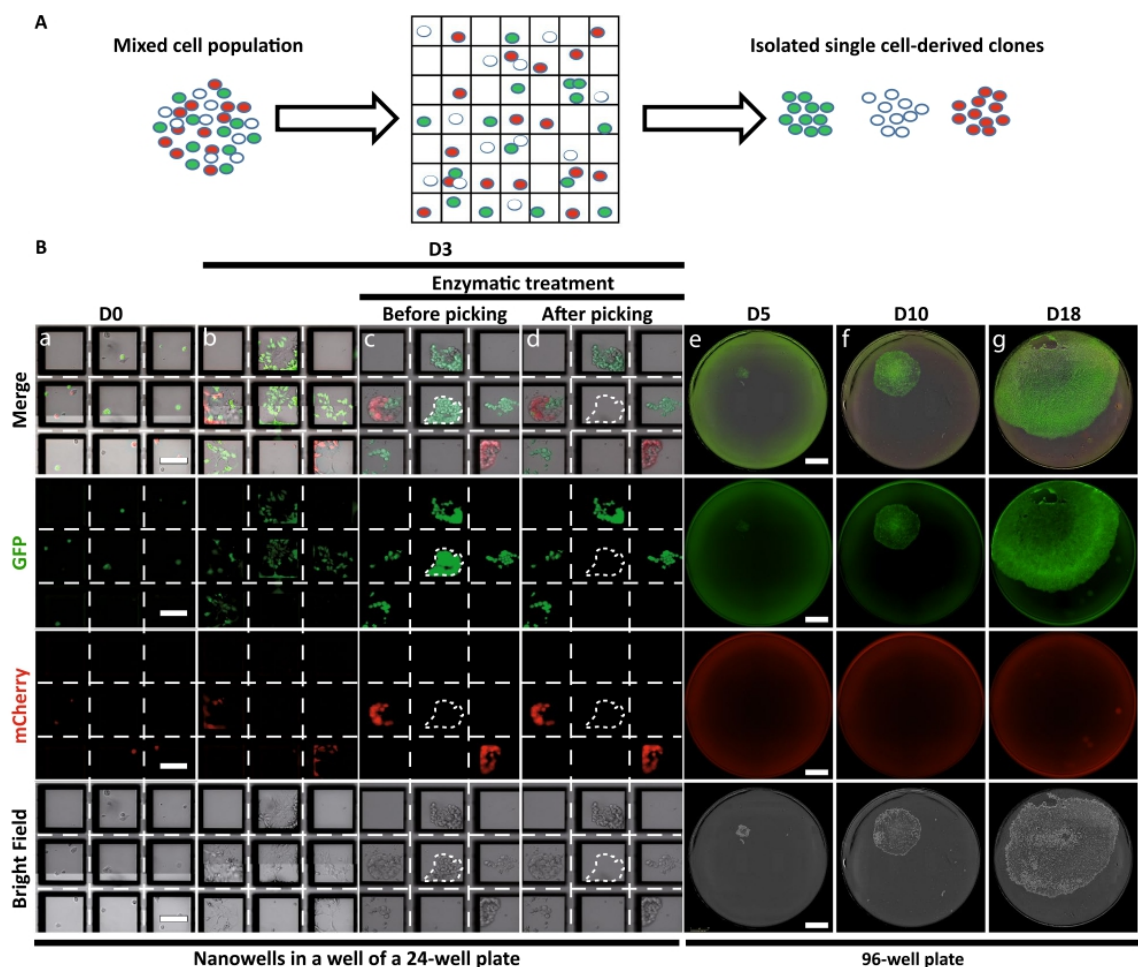 A
Mixed cell population
Isolated single cell-derived clones
B
D3
Enzymatic treatment
D0
Before picking
After picking
D5
D10
D18
a
b
c
d
e
f
g
Merge
GFP
mCherry
Bright Field
Nanowells in a well of a 24-well plate
96-well plate